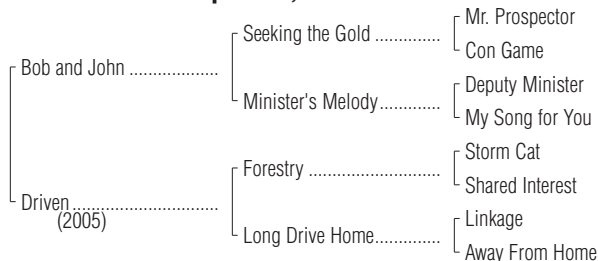 Mr. Prospector
Seeking the Gold ..............
Con Game
Bob and John ...................
Deputy Minister
Minister's Melody.............
My Song for You
Storm Cat
Forestry ............................
Shared Interest
Driven................................
(2005)
Linkage
Long Drive Home..............
Away From Home